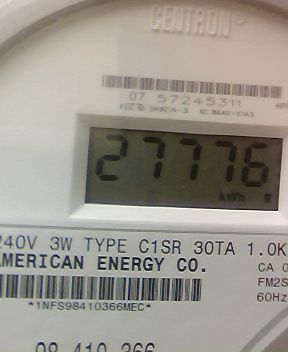 CENTRON
07 57245311
27776
kWh
240V 3W TYPE C1SR 30TA 1.0K
AMERICAN ENERGY CO.
CA 0
FM2S
60Hz
*1NFS98410366MEC*
98 410 366